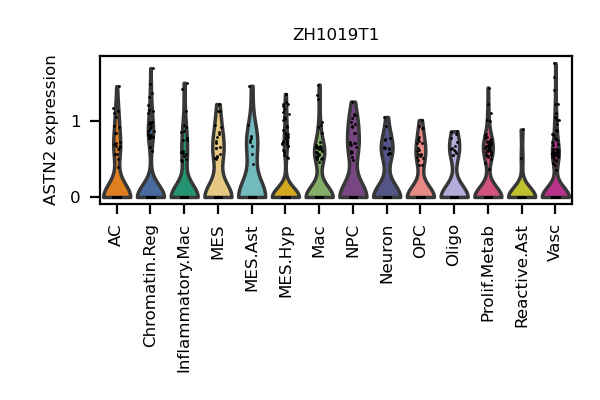 ZH1019T1
ASTN2 expression
1
0
AC
Chromatin.Reg
Inflammatory.Mac
MES
MES.Ast
MES.Hyp
Mac
NPC
Neuron
OPC
Oligo
Prolif.Metab
Reactive.Ast
Vasc